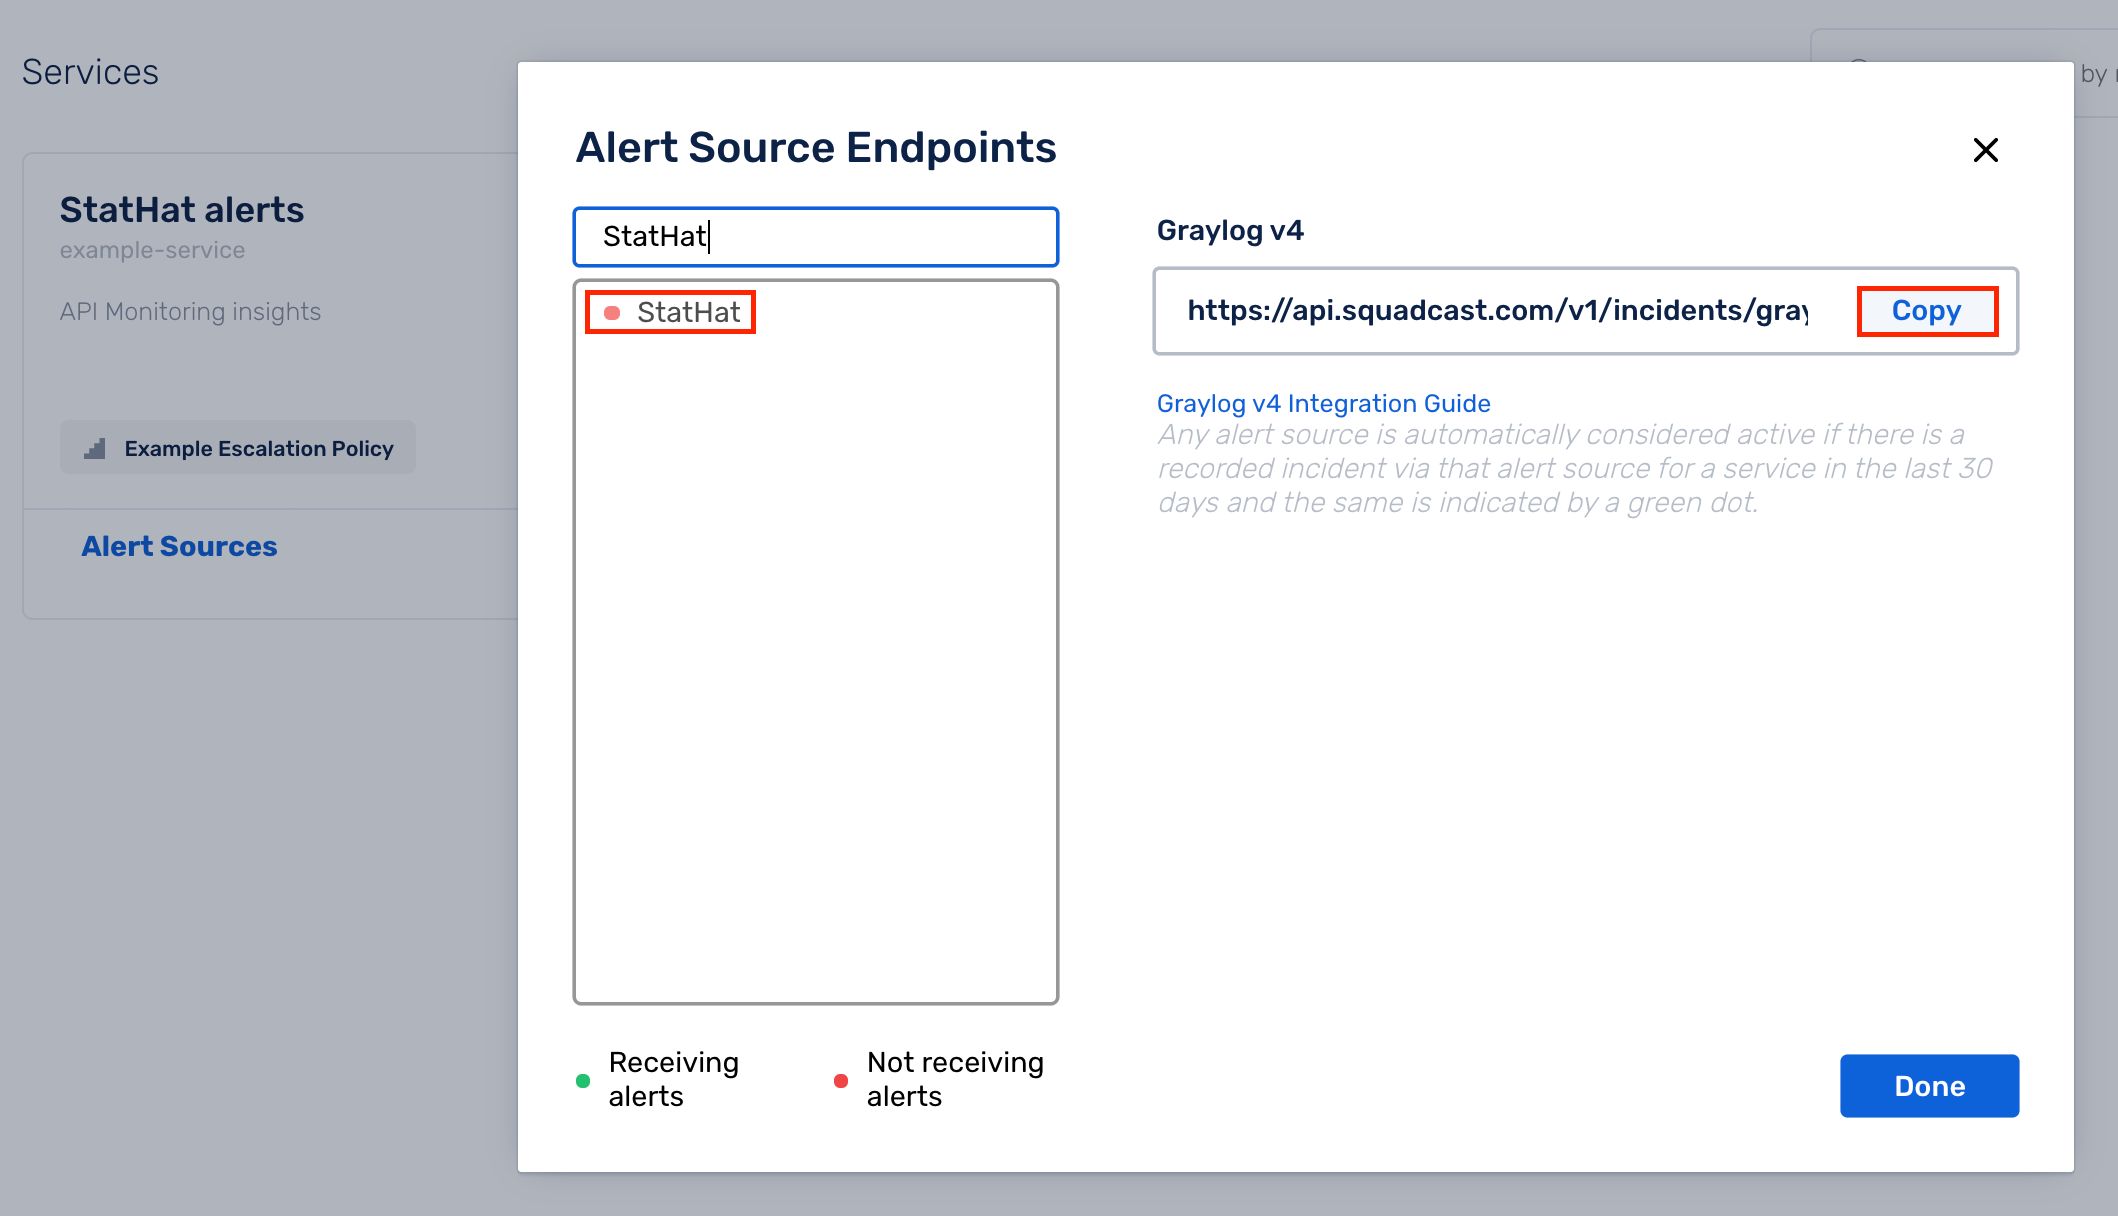 Services
by
StatHat alerts
example-service
API Monitoring insights
Example Escalation Policy
Alert Sources
Alert Source Endpoints
StatHat
StatHat
Receiving
alerts
Not receiving
alerts
Graylog v4
https://api.squadcast.com/v1/incidents/gray
Copy
Graylog v4 Integration Guide
Any alert source is automatically considered active if there is a
recorded incident via that alert source for a service in the last 30
days and the same is indicated by a green dot.
Done